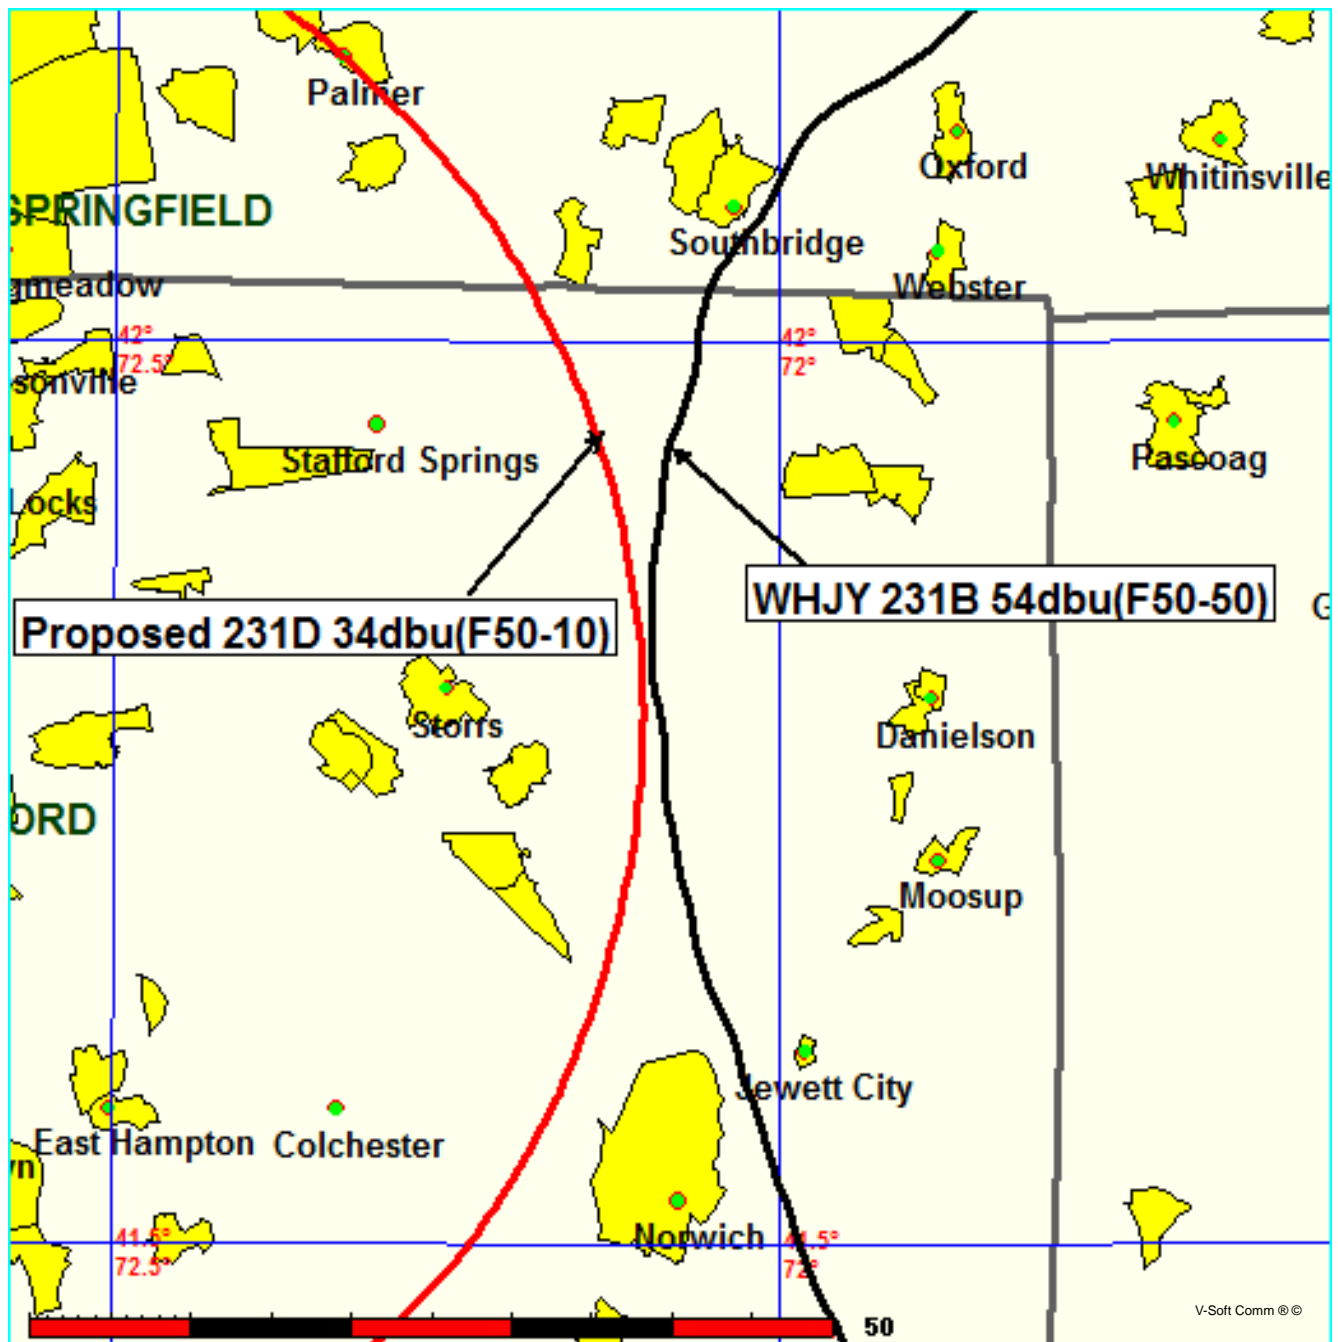 Palmer
Oxford
Whitinsville
SPRINGFIELD
Southbridge
gmeadow
Webster
42°
72.5°
42°
72°
sonville
Stafford Springs
Pascoag
Locks
WHJY 231B 54dbu(F50-50)
Proposed 231D 34dbu(F50-10)
G
Storrs
Danielson
ORD
Moosup
Jewett City
East Hampton
Colchester
wn
Norwich
41.5°
72.5°
41.5°
72°
V-Soft Comm ® ©
50